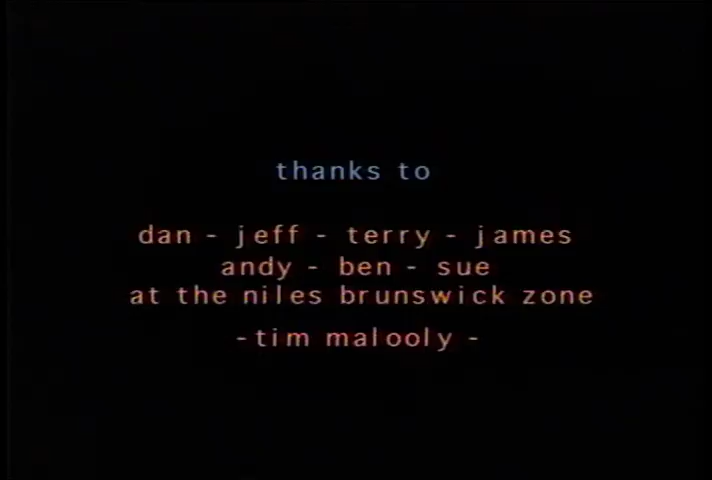 thanks to
dan - jeff - terry - james
andy - ben - sue
at the niles brunswick zone
-tim malooly -